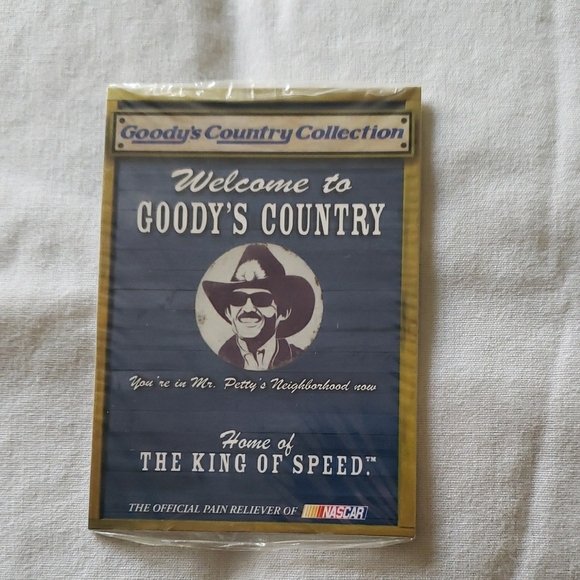 Goody's Country Collection
Welcome to
GOODY'S COUNTRY
You're in Mr. Petty's Neighborhood now
Home of
THE KING OF SPEED.™
THE OFFICIAL PAIN RELIEVER OF NASCAR